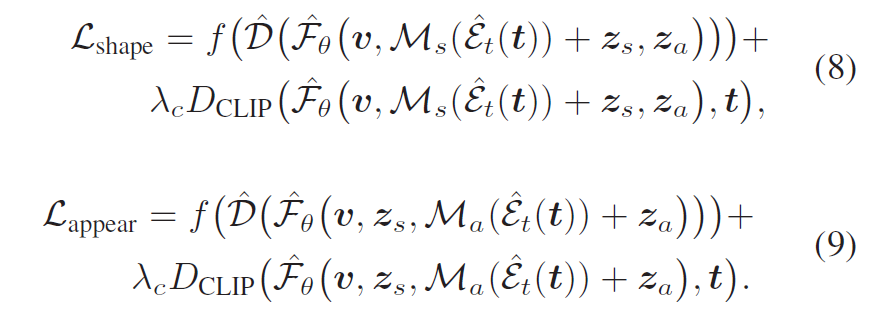 𝓛_shape = f(𝓓̂(𝓕̂_θ(𝒗, 𝓜_s(𝓔̂_t(𝒕)) + 𝒛_s, 𝒛_a)))+
λ_c D_CLIP(𝓕̂_θ(𝒗, 𝓜_s(𝓔̂_t(𝒕)) + 𝒛_s, 𝒛_a), 𝒕), (8)
𝓛_appear = f(𝓓̂(𝓕̂_θ(𝒗, 𝒛_s, 𝓜_a(𝓔̂_t(𝒕)) + 𝒛_a)))+
λ_c D_CLIP(𝓕̂_θ(𝒗, 𝒛_s, 𝓜_a(𝓔̂_t(𝒕)) + 𝒛_a), 𝒕). (9)